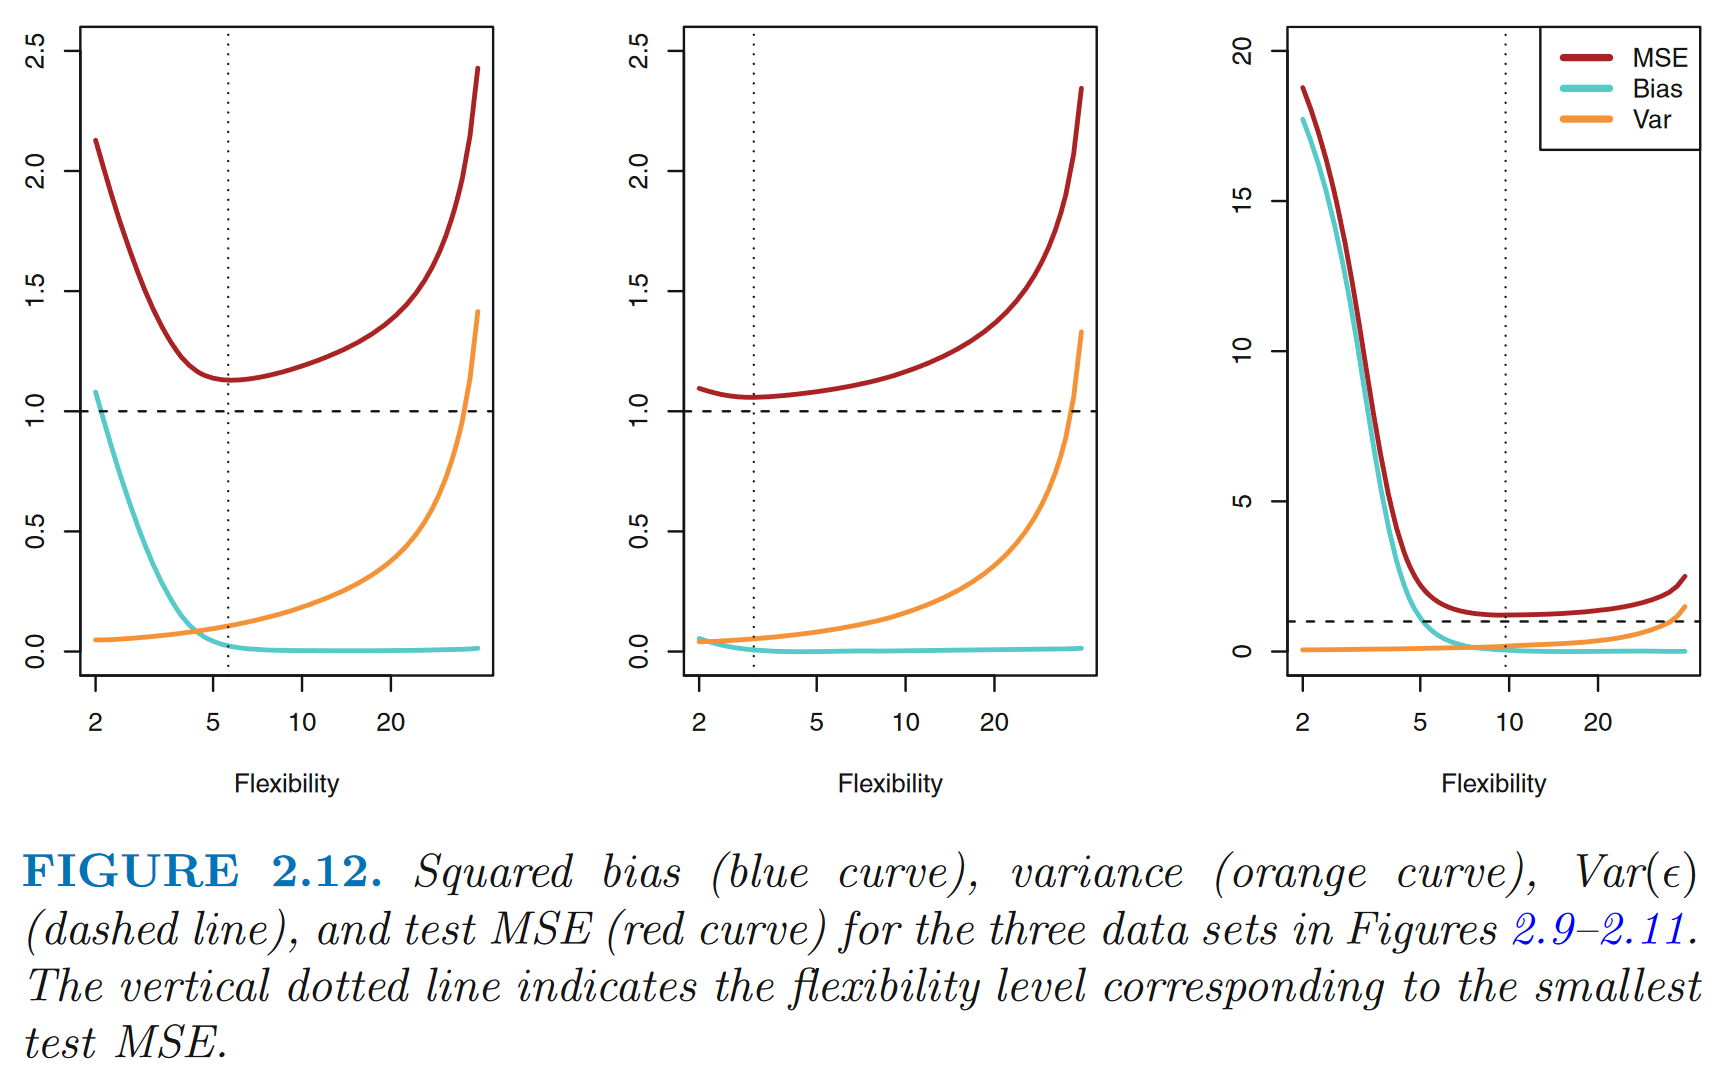 2.5
2.0
1.5
1.0
0.5
0.0
2 5 10 20
Flexibility
2.5
2.0
1.5
1.0
0.5
0.0
2 5 10 20
Flexibility
20
15
10
5
0
2 5 10 20
Flexibility
MSE
Bias
Var
FIGURE 2.12. Squared bias (blue curve), variance (orange curve), Var(ϵ)
(dashed line), and test MSE (red curve) for the three data sets in Figures 2.9–2.11.
The vertical dotted line indicates the flexibility level corresponding to the smallest
test MSE.